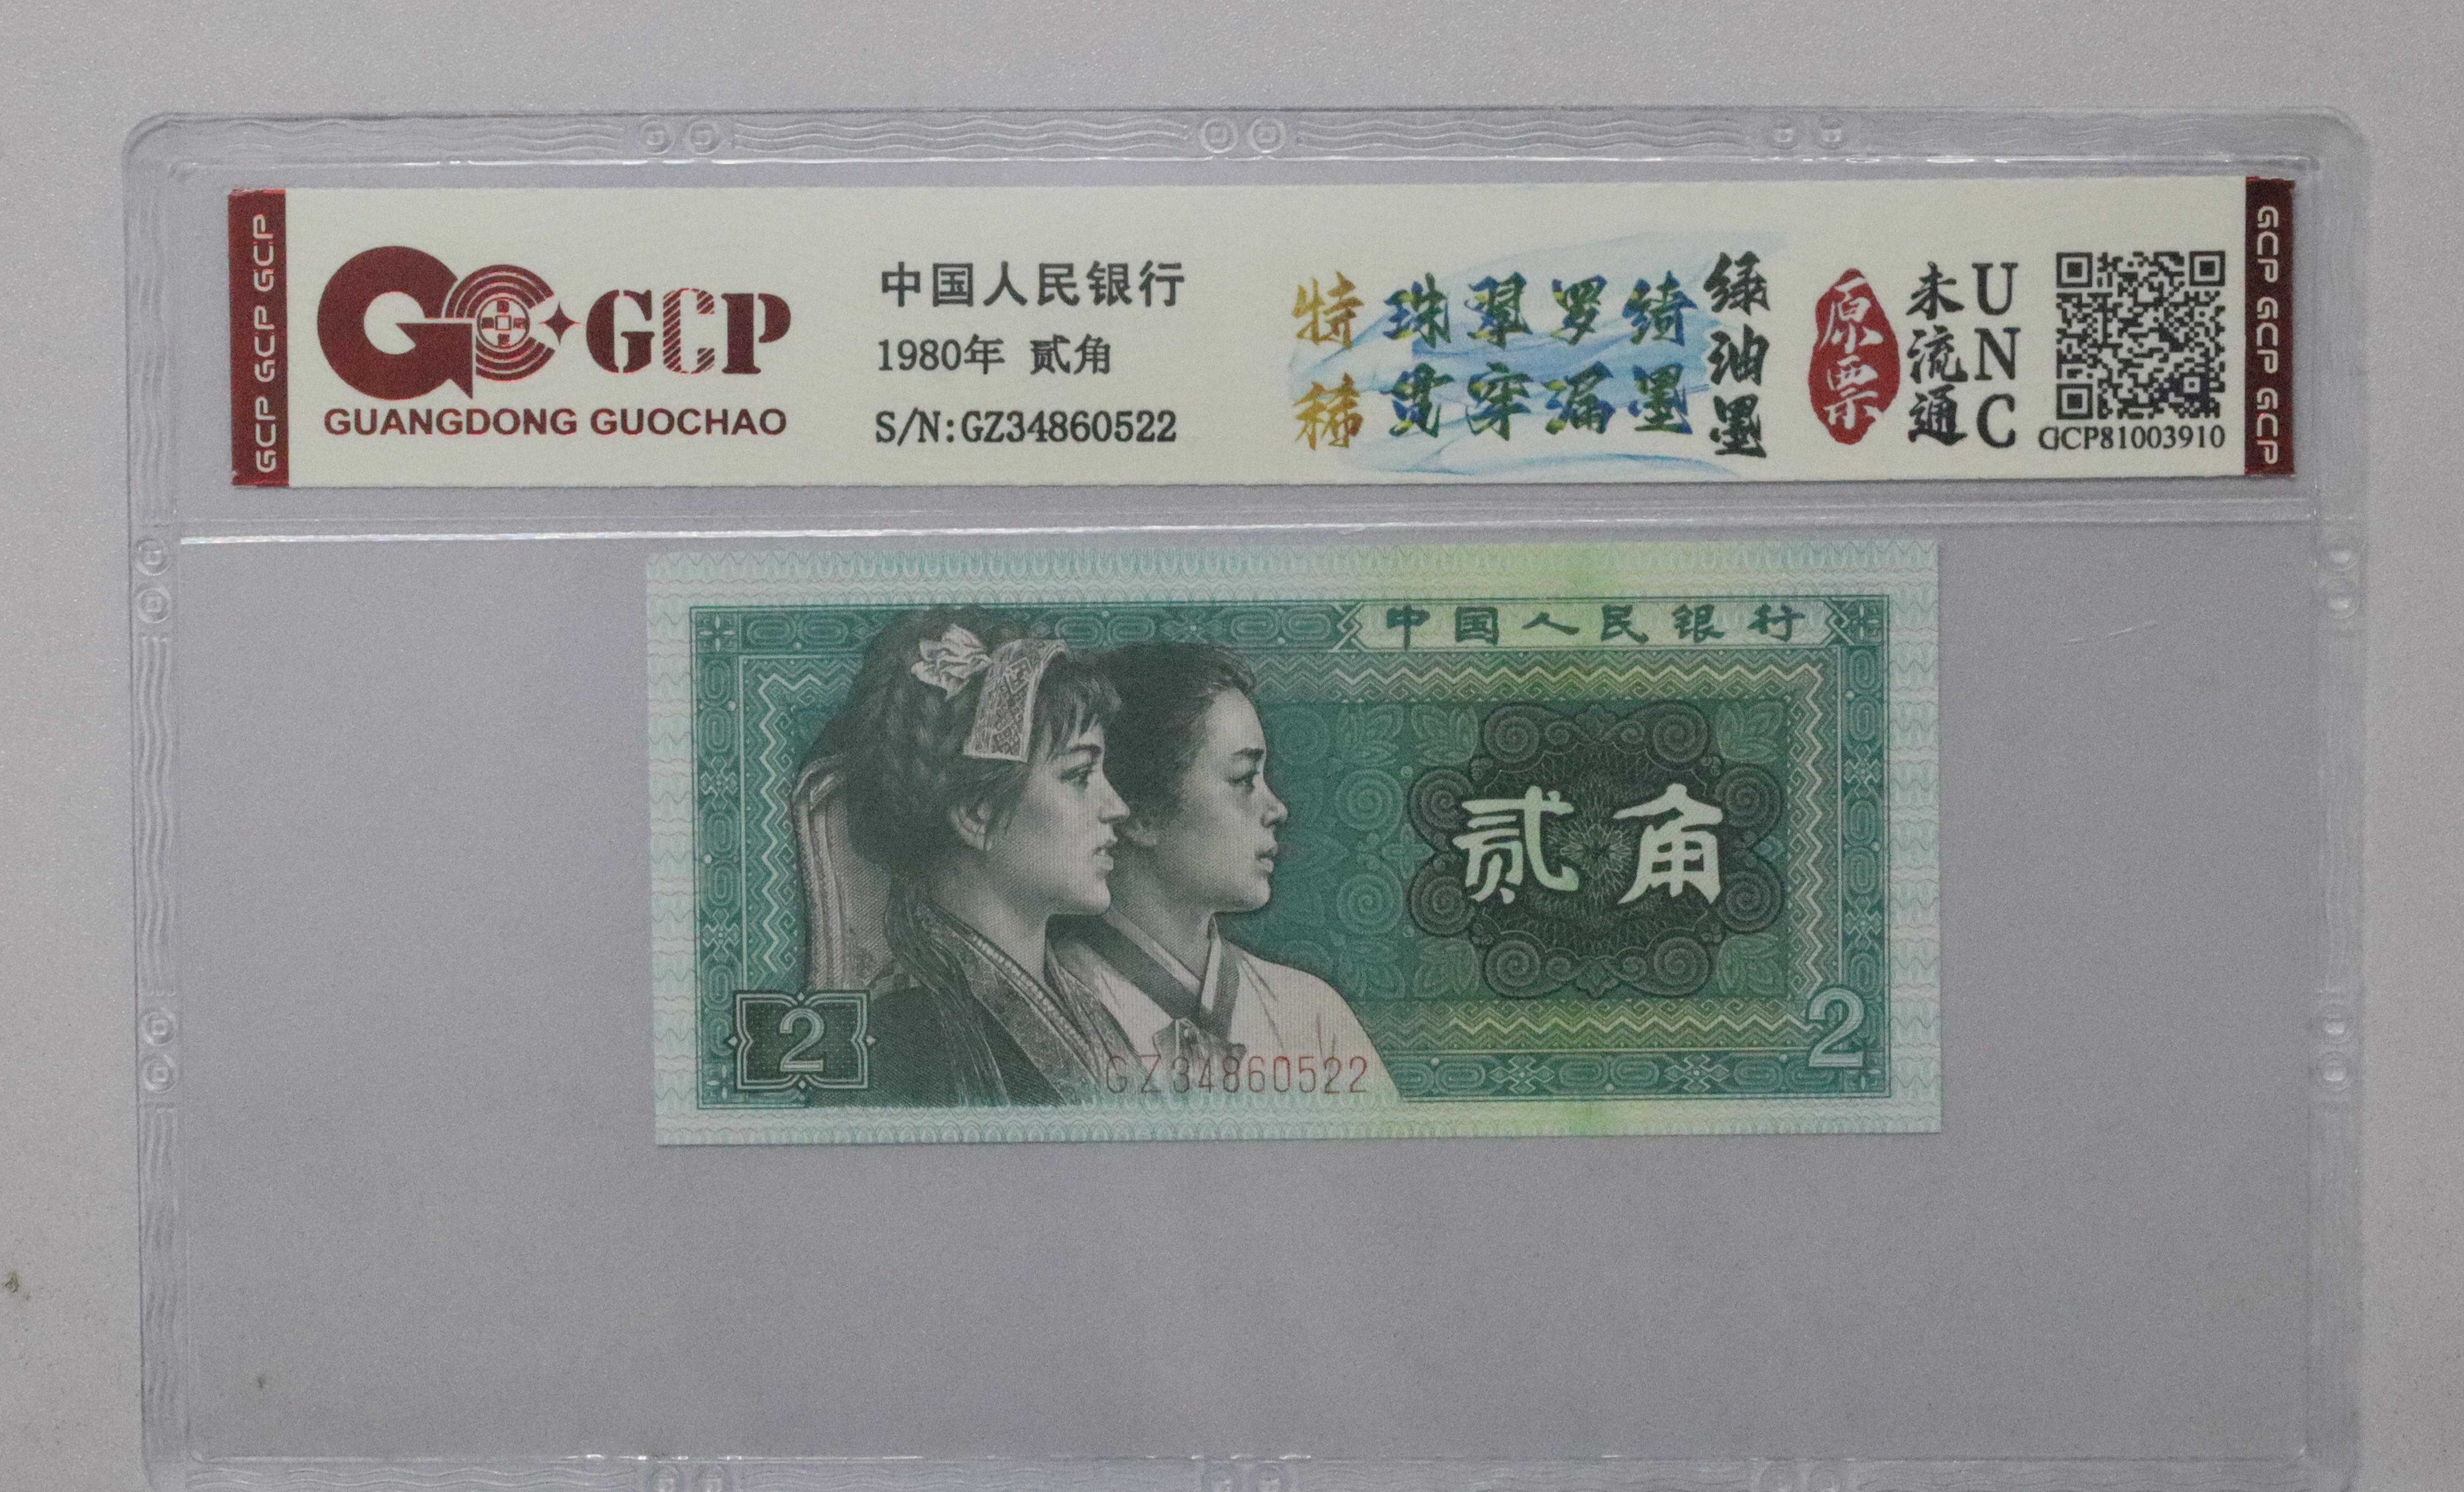 GCP GCP GCP
GCP
GUANGDONG GUOCHAO
中国人民银行
1980年 贰角
S/N:GZ34860522
特稀
珠翠罗绮
贯穿漏墨
绿油墨
原票
未流通
UNC
GCP81003910
GCP GCP GCP
中国人民银行
贰角
2
2
GZ34860522